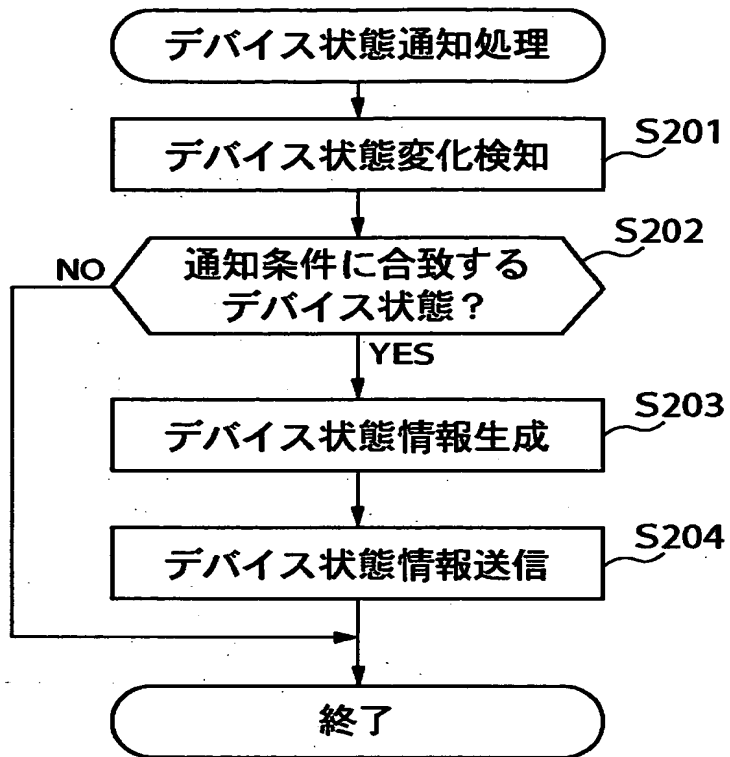 デバイス状態通知処理
デバイス状態変化検知
S201
通知条件に合致する
デバイス状態?
S202
NO
YES
デバイス状態情報生成
S203
デバイス状態情報送信
S204
終了